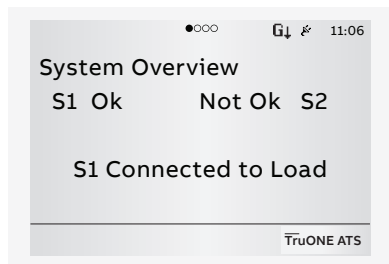 G↓ 11:06
System Overview
S1 Ok Not Ok S2
S1 Connected to Load
TruONE ATS